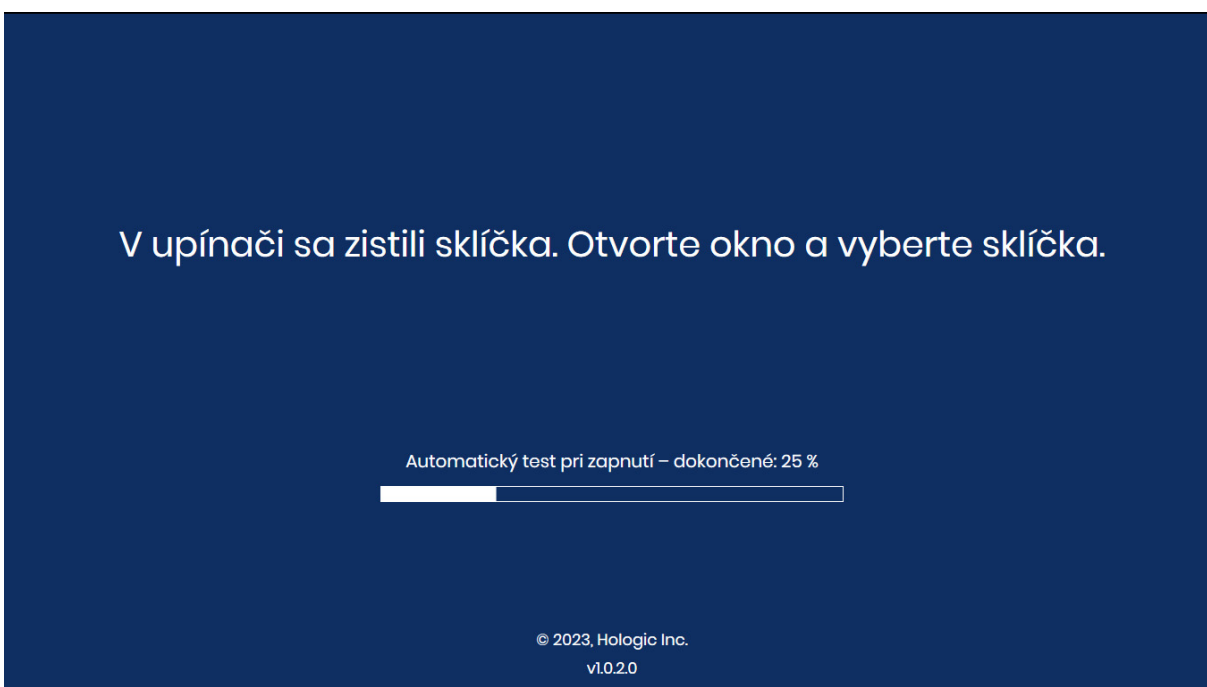 V upínači sa zistili sklíčka. Otvorte okno a vyberte sklíčka.
Automatický test pri zapnutí – dokončené: 25 %
© 2023, Hologic Inc.
v1.0.2.0